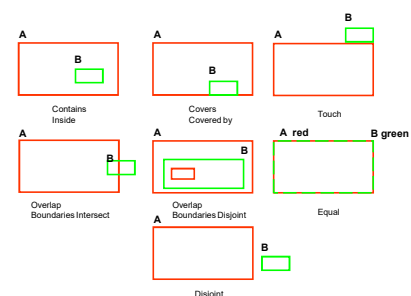 A
B
Contains
Inside
A
B
Covers
Covered by
A
B
Touch
A
B
Overlap
Boundaries Intersect
A
B
Overlap
Boundaries Disjoint
A red
B green
Equal
A
B
Disjoint